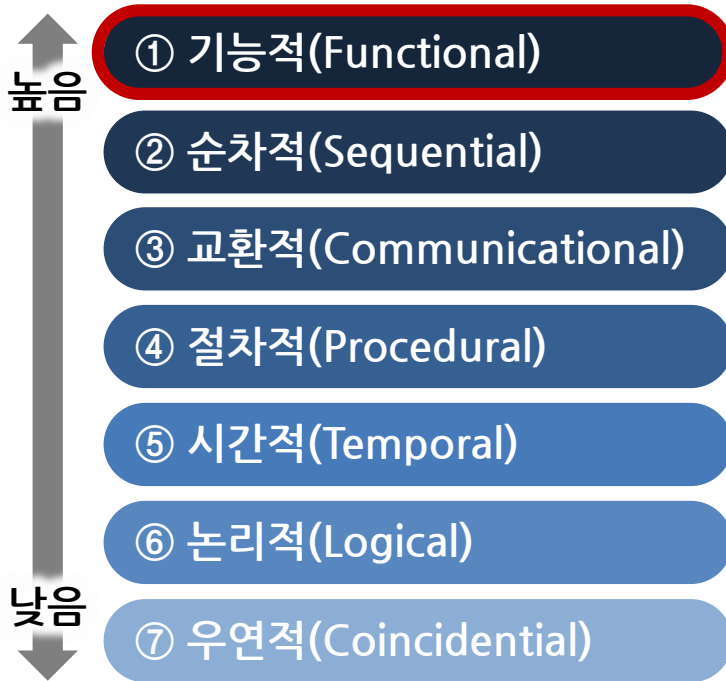 ① 기능적(Functional)
높음
② 순차적(Sequential)
③ 교환적(Communicational)
④ 절차적(Procedural)
⑤ 시간적(Temporal)
⑥ 논리적(Logical)
낮음
⑦ 우연적(Coincidential)